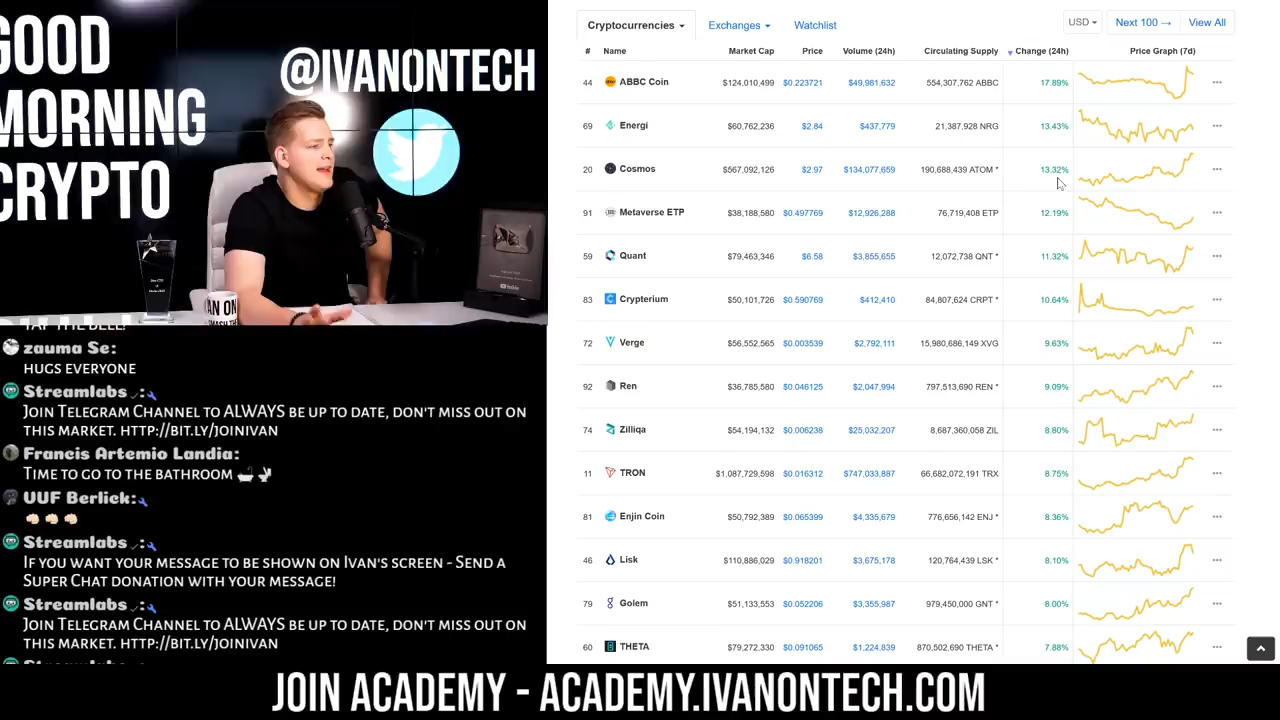 GOOD
MORNING
CRYPTO
@IVANONTECH
YouTube
AN ON
TAP THE BELL!
zauma Se:
HUGS EVERYONE
Streamlabs :
Join Telegram Channel to ALWAYS be up to date, don't miss out on
this market. http://bit.ly/joinivan
Francis Artemio Landia:
Time to go to the bathroom 🛁🚽
UUF Berlick:
👊🏻👊🏻👊🏻
Streamlabs :
If you want your message to be shown on Ivan's screen - Send a
Super Chat donation with your message!
Streamlabs :
Join Telegram Channel to ALWAYS be up to date, don't miss out on
this market. http://bit.ly/joinivan
Cryptocurrencies Exchanges Watchlist USD Next 100 → View All
# Name Market Cap Price Volume (24h) Circulating Supply Change (24h) Price Graph (7d)
44 ABBC Coin $124,010,499 $0.223721 $49,981,632 554,307,762 ABBC 17.89%
69 Energi $60,762,236 $2.84 $437,779 21,387,928 NRG 13.43%
20 Cosmos $567,092,126 $2.97 $134,077,659 190,688,439 ATOM * 13.32%
91 Metaverse ETP $38,188,580 $0.497769 $12,926,288 76,719,408 ETP 12.19%
59 Quant $79,463,346 $6.58 $3,855,655 12,072,738 QNT * 11.32%
83 Crypterium $50,101,726 $0.590769 $412,410 84,807,624 CRPT * 10.64%
72 Verge $56,552,565 $0.003539 $2,792,111 15,980,686,149 XVG 9.63%
92 Ren $36,785,580 $0.046125 $2,047,994 797,513,690 REN * 9.09%
74 Zilliqa $54,194,132 $0.006238 $25,032,207 8,687,360,058 ZIL 8.80%
11 TRON $1,087,729,598 $0.016312 $747,033,887 66,682,072,191 TRX 8.75%
81 Enjin Coin $50,792,389 $0.065399 $4,335,679 776,656,142 ENJ * 8.36%
46 Lisk $110,886,029 $0.918201 $3,675,178 120,764,439 LSK * 8.10%
79 Golem $51,133,553 $0.052206 $3,355,987 979,450,000 GNT * 8.00%
60 THETA $79,272,330 $0.091065 $1,224,839 870,502,690 THETA * 7.88%
JOIN ACADEMY - ACADEMY.IVANONTECH.COM